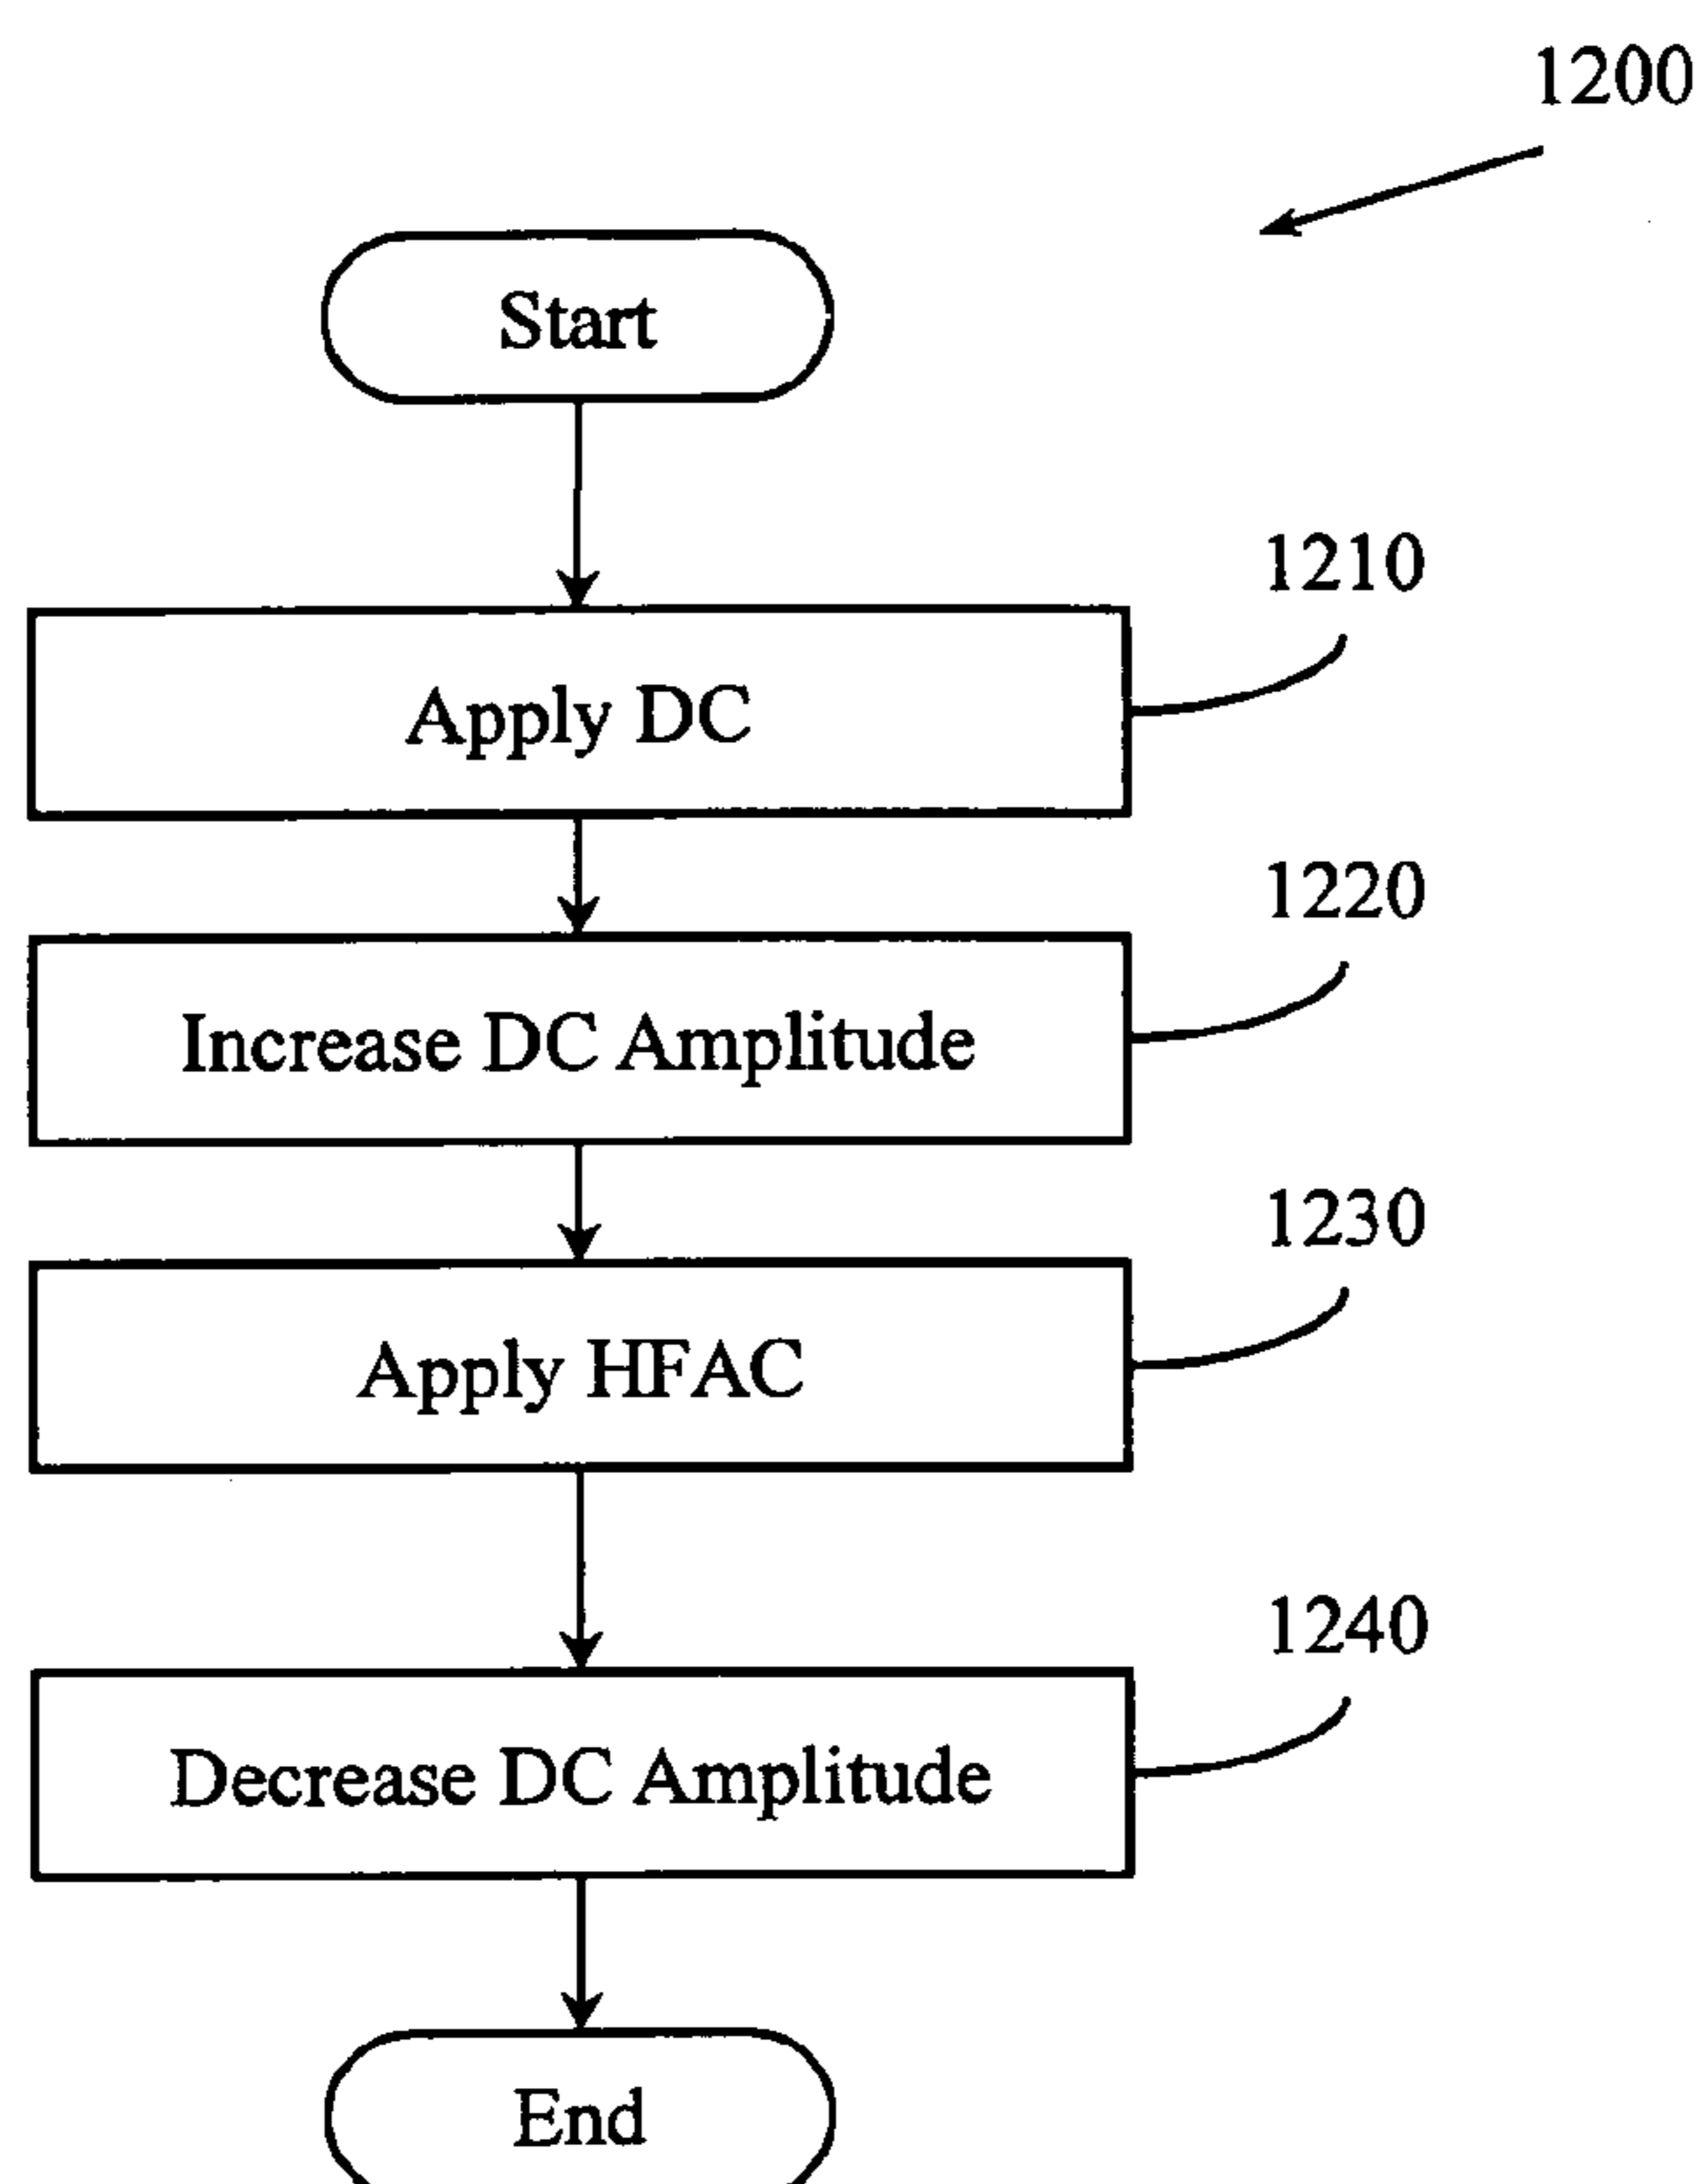 1200
Start
1210
Apply DC
1220
Increase DC Amplitude
1230
Apply HFAC
1240
Decrease DC Amplitude
End